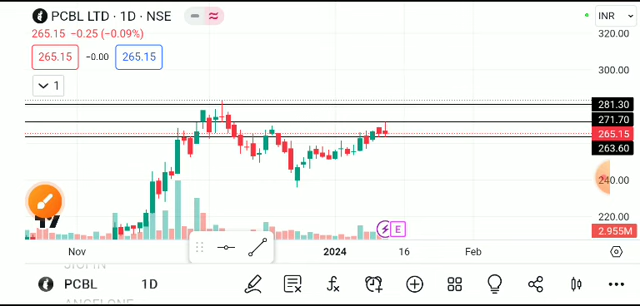 PCBL LTD · 1D · NSE
INR
265.15 −0.25 (−0.09%)
265.15 −0.00 265.15
1
320.00
300.00
281.30
271.70
265.15
263.60
240.00
220.00
2.955M
E
Nov 2024 16 Feb
PCBL 1D